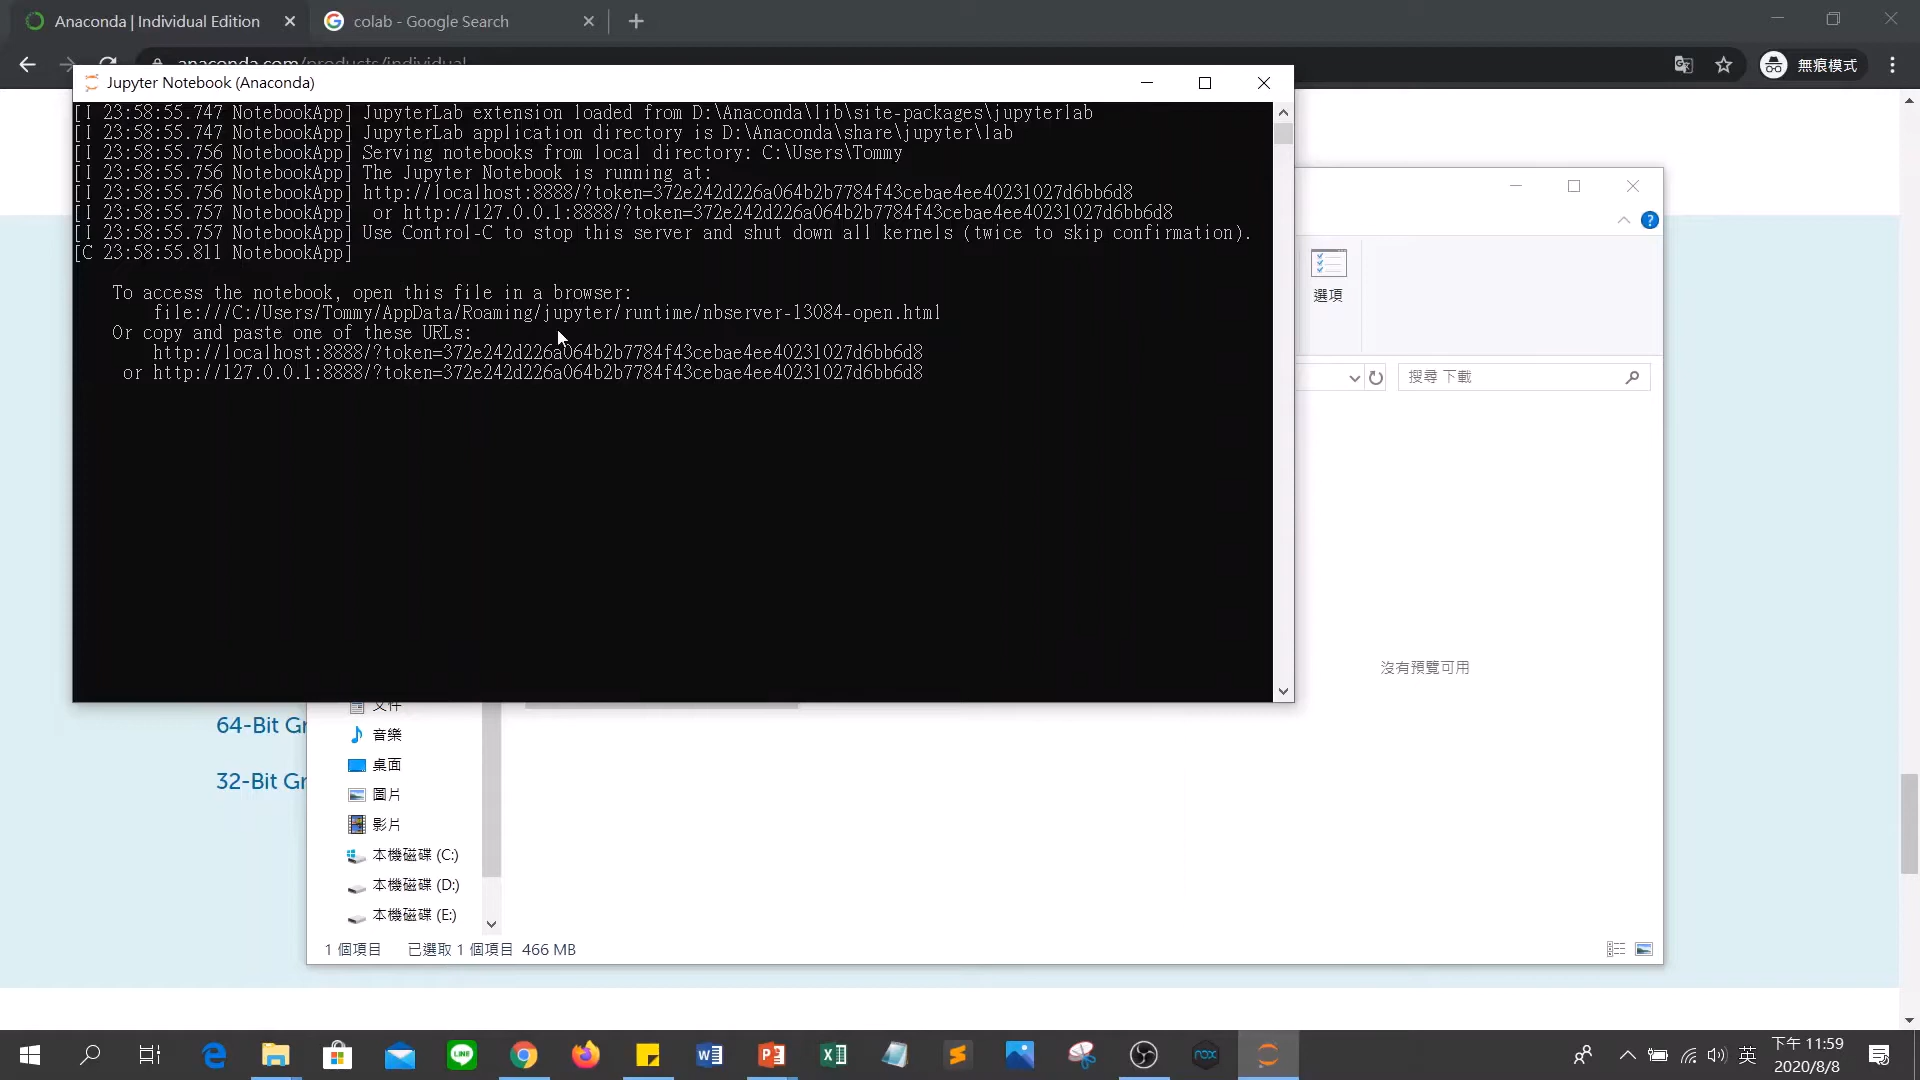 Anaconda | Individual Edition
colab - Google Search
無痕模式
Jupyter Notebook (Anaconda)
[I 23:58:55.747 NotebookApp] JupyterLab extension loaded from D:\Anaconda\lib\site-packages\jupyterlab
[I 23:58:55.747 NotebookApp] JupyterLab application directory is D:\Anaconda\share\jupyter\lab
[I 23:58:55.756 NotebookApp] Serving notebooks from local directory: C:\Users\Tommy
[I 23:58:55.756 NotebookApp] The Jupyter Notebook is running at:
[I 23:58:55.756 NotebookApp] http://localhost:8888/?token=372e242d226a064b2b7784f43cebae4ee40231027d6bb6d8
[I 23:58:55.757 NotebookApp]  or http://127.0.0.1:8888/?token=372e242d226a064b2b7784f43cebae4ee40231027d6bb6d8
[I 23:58:55.757 NotebookApp] Use Control-C to stop this server and shut down all kernels (twice to skip confirmation).
[C 23:58:55.811 NotebookApp]
To access the notebook, open this file in a browser:
file:///C:/Users/Tommy/AppData/Roaming/jupyter/runtime/nbserver-13084-open.html
Or copy and paste one of these URLs:
http://localhost:8888/?token=372e242d226a064b2b7784f43cebae4ee40231027d6bb6d8
or http://127.0.0.1:8888/?token=372e242d226a064b2b7784f43cebae4ee40231027d6bb6d8
選項
搜尋 下載
沒有預覽可用
文件
64-Bit Gr
音樂
桌面
32-Bit Gr
圖片
影片
本機磁碟 (C:)
本機磁碟 (D:)
本機磁碟 (E:)
1 個項目 已選取 1 個項目 466 MB
英
下午 11:59
2020/8/8